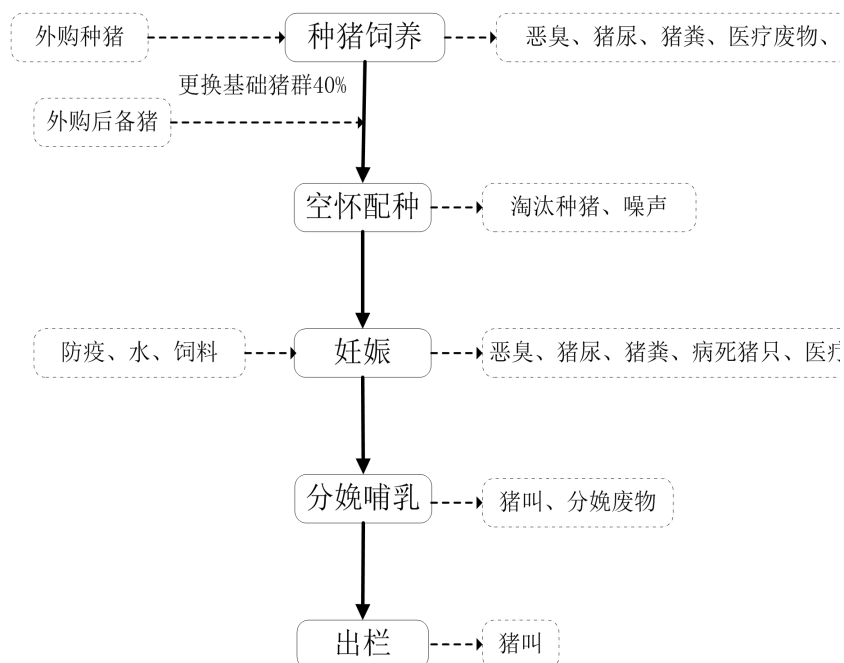 外购种猪
种猪饲养
恶臭、猪尿、猪粪、医疗废物、
更换基础猪群40%
外购后备猪
空怀配种
淘汰种猪、噪声
防疫、水、饲料
妊娠
恶臭、猪尿、猪粪、病死猪只、医疗
分娩哺乳
猪叫、分娩废物
出栏
猪叫